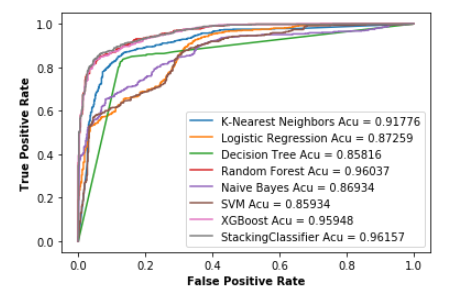 1.0
0.8
0.6
0.4
0.2
0.0
True Positive Rate
K-Nearest Neighbors Acu = 0.91776
Logistic Regression Acu = 0.87259
Decision Tree Acu = 0.85816
Random Forest Acu = 0.96037
Naive Bayes Acu = 0.86934
SVM Acu = 0.85934
XGBoost Acu = 0.95948
StackingClassifier Acu = 0.96157
0.0 0.2 0.4 0.6 0.8 1.0
False Positive Rate